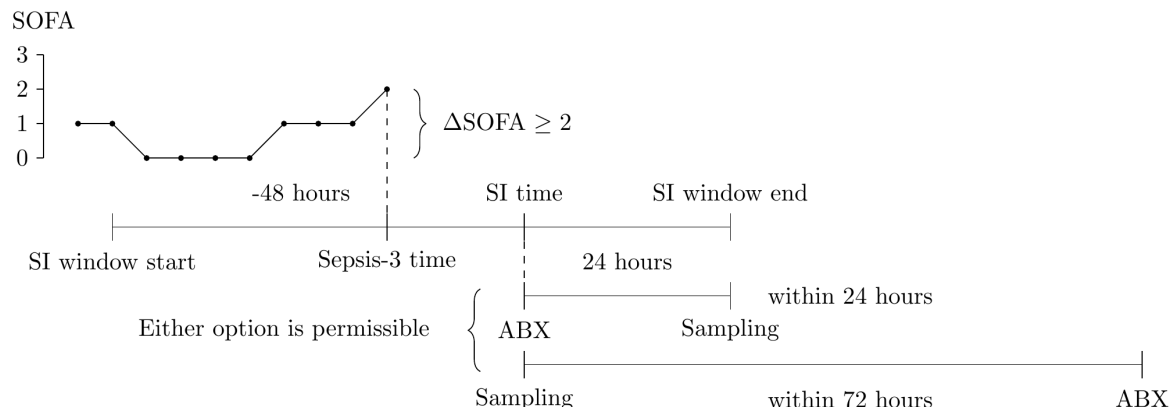 SOFA
3
2
1
0
ΔSOFA ≥ 2
-48 hours
SI time
SI window end
SI window start
Sepsis-3 time
24 hours
within 24 hours
Either option is permissible
ABX
Sampling
Sampling
within 72 hours
ABX